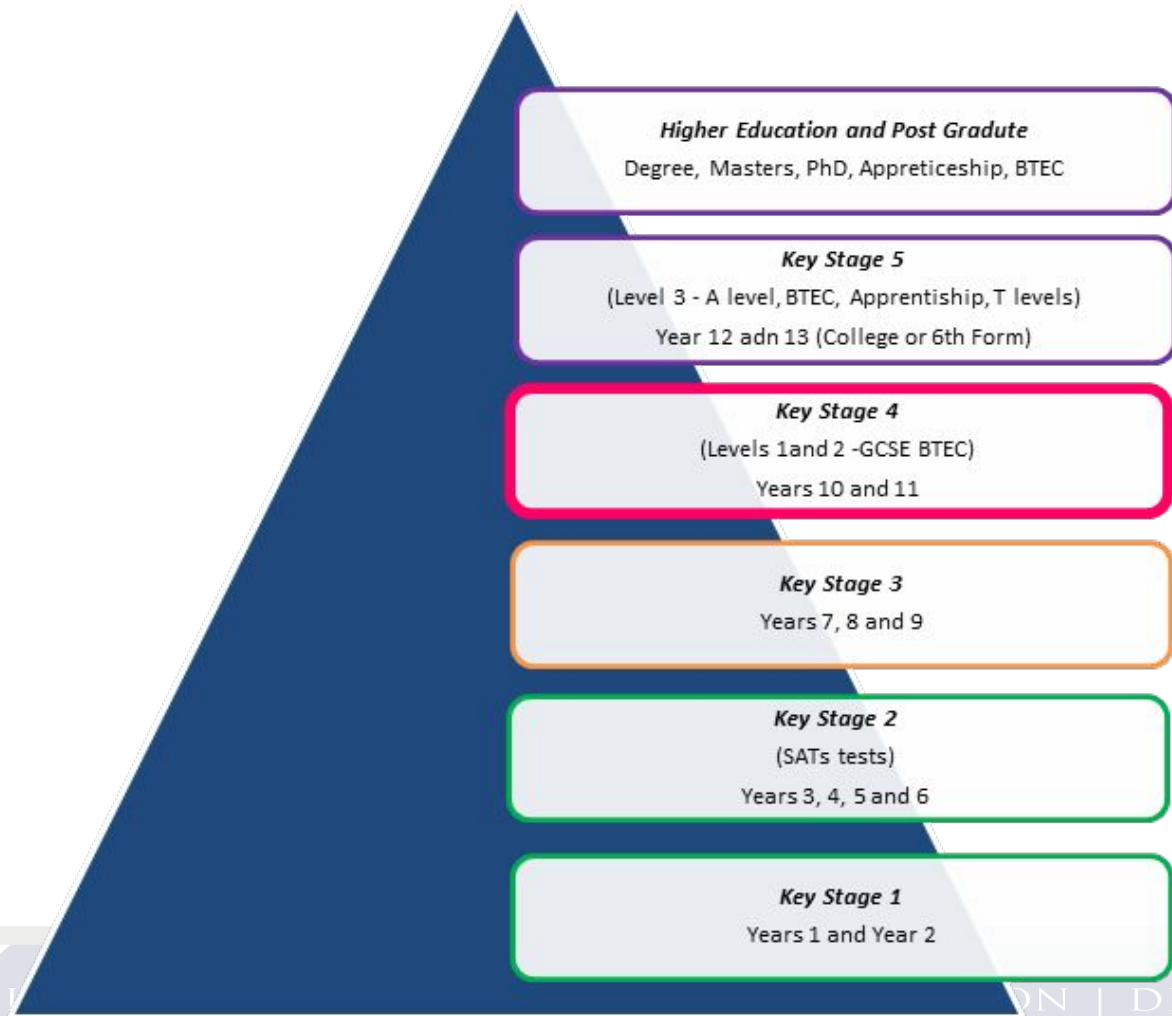 Higher Education and Post Gradute
Degree, Masters, PhD, Appreticeship, BTEC
Key Stage 5
(Level 3 - A level, BTEC, Apprentiship, T levels)
Year 12 adn 13 (College or 6th Form)
Key Stage 4
(Levels 1and 2 -GCSE BTEC)
Years 10 and 11
Key Stage 3
Years 7, 8 and 9
Key Stage 2
(SATs tests)
Years 3, 4, 5 and 6
Key Stage 1
Years 1 and Year 2